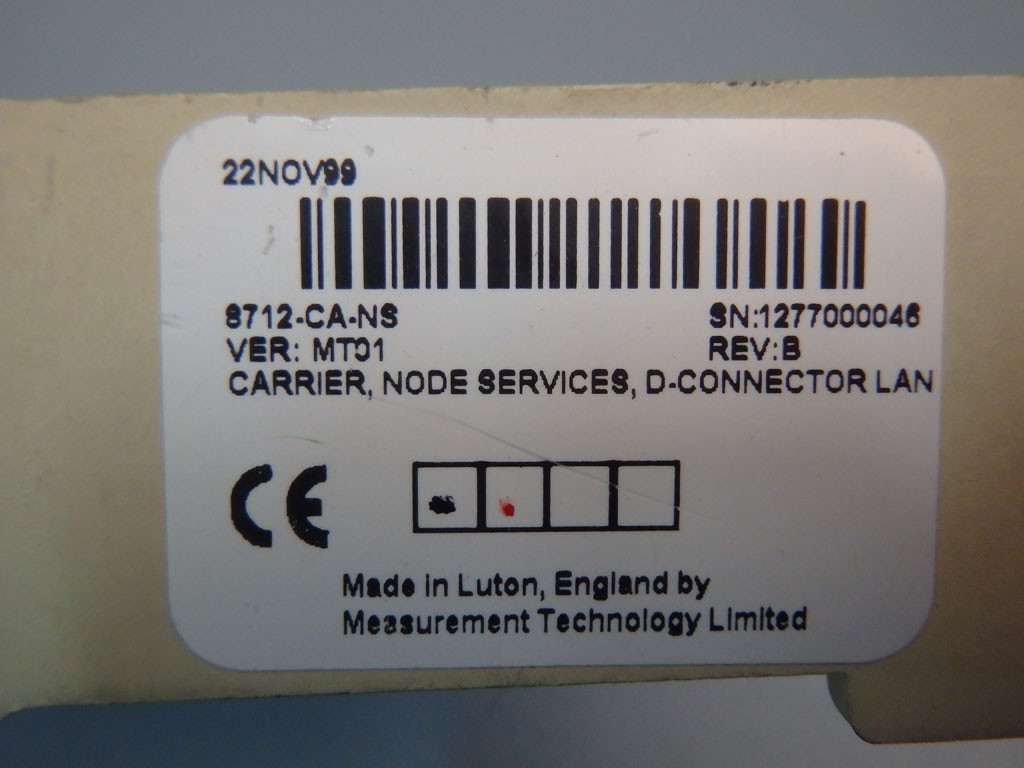 22NOV99
8712-CA-NS
SN:1277000046
VER: MT01
REV:B
CARRIER, NODE SERVICES, D-CONNECTOR LAN
CE
Made in Luton, England by
Measurement Technology Limited